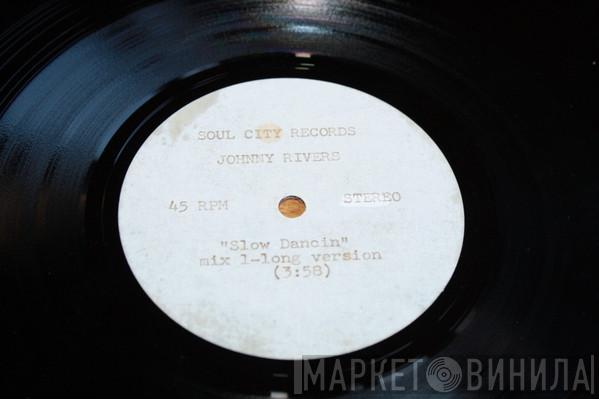 SOUL CITY RECORDS
JOHNNY RIVERS
45 RPM STEREO
"Slow Dancin"
mix 1-long version
(3:58)
МАРКЕТ ВИНИЛА